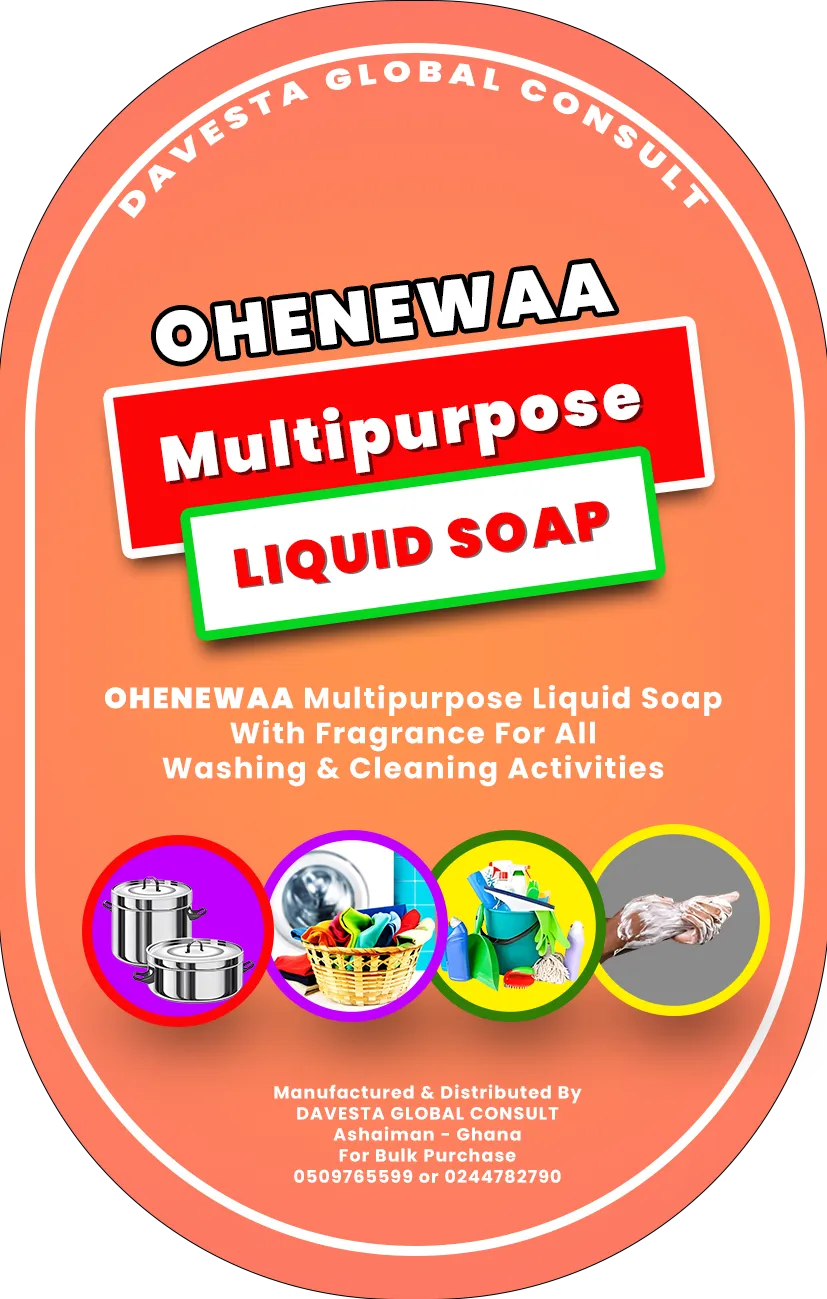 DAVESTA GLOBAL CONSULT
OHENEWAA
Multipurpose
LIQUID SOAP
OHENEWAA Multipurpose Liquid Soap
With Fragrance For All
Washing & Cleaning Activities
Manufactured & Distributed By
DAVESTA GLOBAL CONSULT
Ashaiman - Ghana
For Bulk Purchase
0509765599 or 0244782790